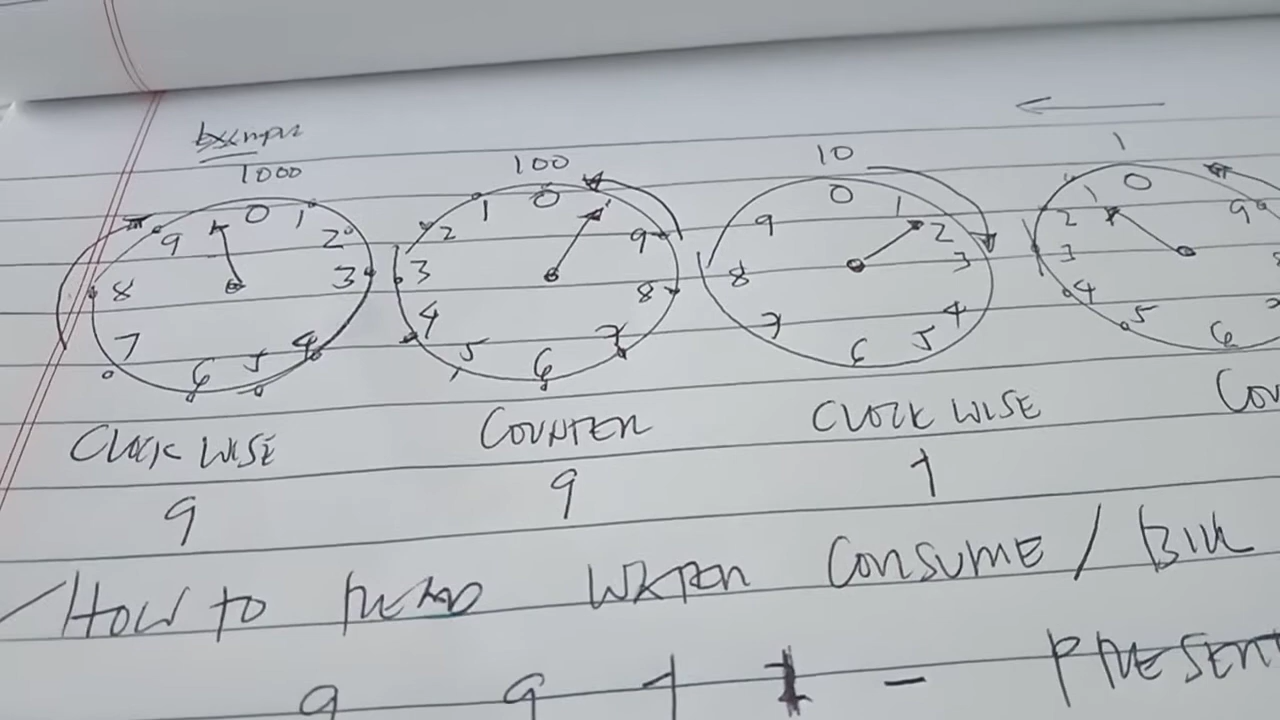 Example
1000 100 10 1
0 1 2 3 4 5 6 7 8 9
0 1 2 3 4 5 6 7 8 9
0 1 2 3 4 5 6 7 8 9
0 1 2 3 4 5 6 9
CLOCK WISE COUNTER CLOCK WISE COU
9 9 1
HOW TO READ WATER CONSUME / BILL
9 9 1 1 - PRESENT